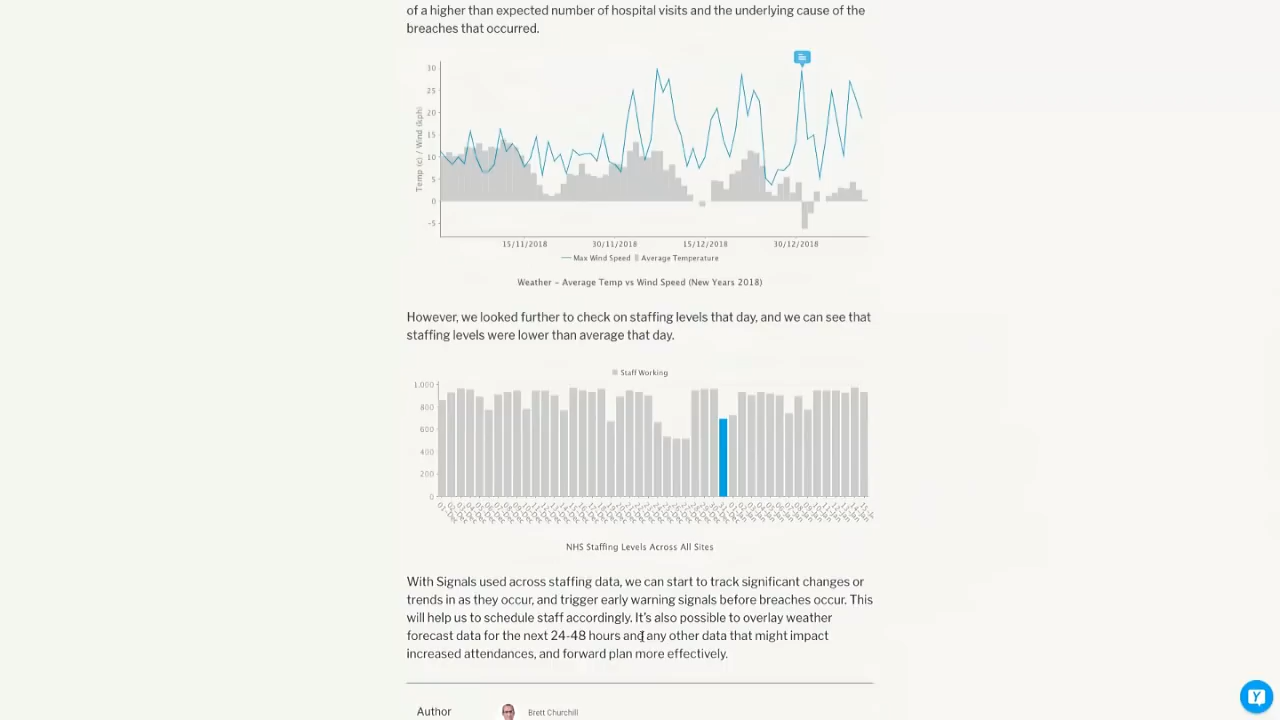 of a higher than expected number of hospital visits and the underlying cause of the
breaches that occurred.
30
25
20
15
10
5
0
-5
Temp (c) / Wind (kph)
15/11/2018 30/11/2018 15/12/2018 30/12/2018
Max Wind Speed Average Temperature
Weather - Average Temp vs Wind Speed (New Years 2018)
However, we looked further to check on staffing levels that day, and we can see that
staffing levels were lower than average that day.
Staff Working
1,000
800
600
400
200
0
NHS Staffing Levels Across All Sites
With Signals used across staffing data, we can start to track significant changes or
trends in as they occur, and trigger early warning signals before breaches occur. This
will help us to schedule staff accordingly. It's also possible to overlay weather
forecast data for the next 24-48 hours and any other data that might impact
increased attendances, and forward plan more effectively.
Author Brett Churchill